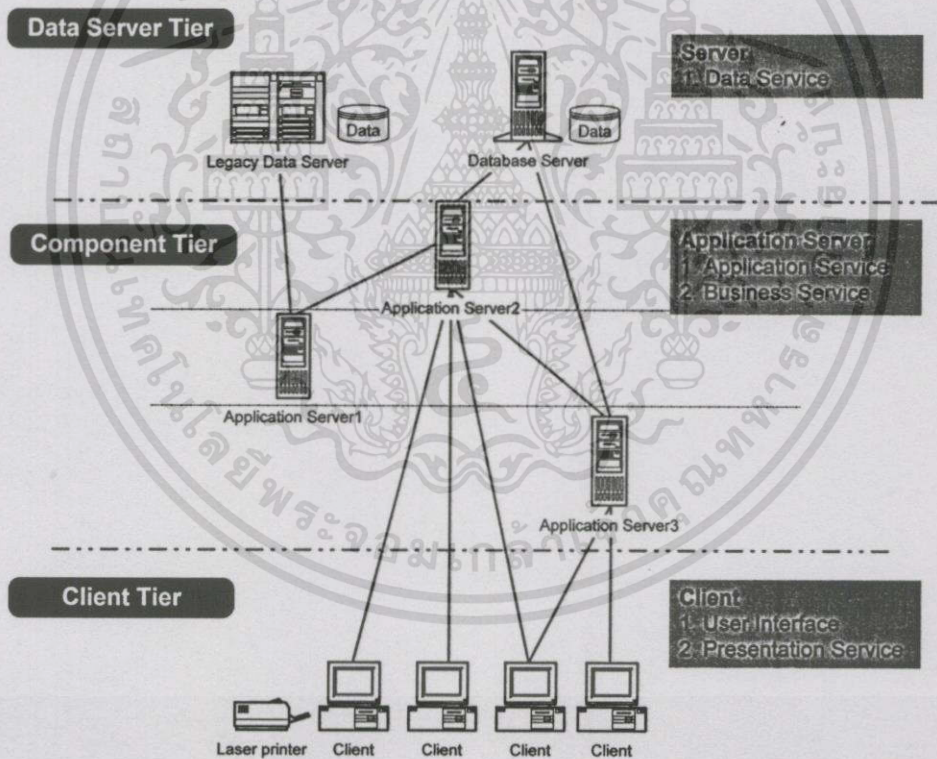 Data Server Tier
Server
1. Data Service
Data
Data
Legacy Data Server
Database Server
Component Tier
Application Server
1. Application Service
2. Business Service
Application Server2
Application Server1
Application Server3
Client Tier
Client
1. User Interface
2. Presentation Service
Laser printer
Client
Client
Client
Client